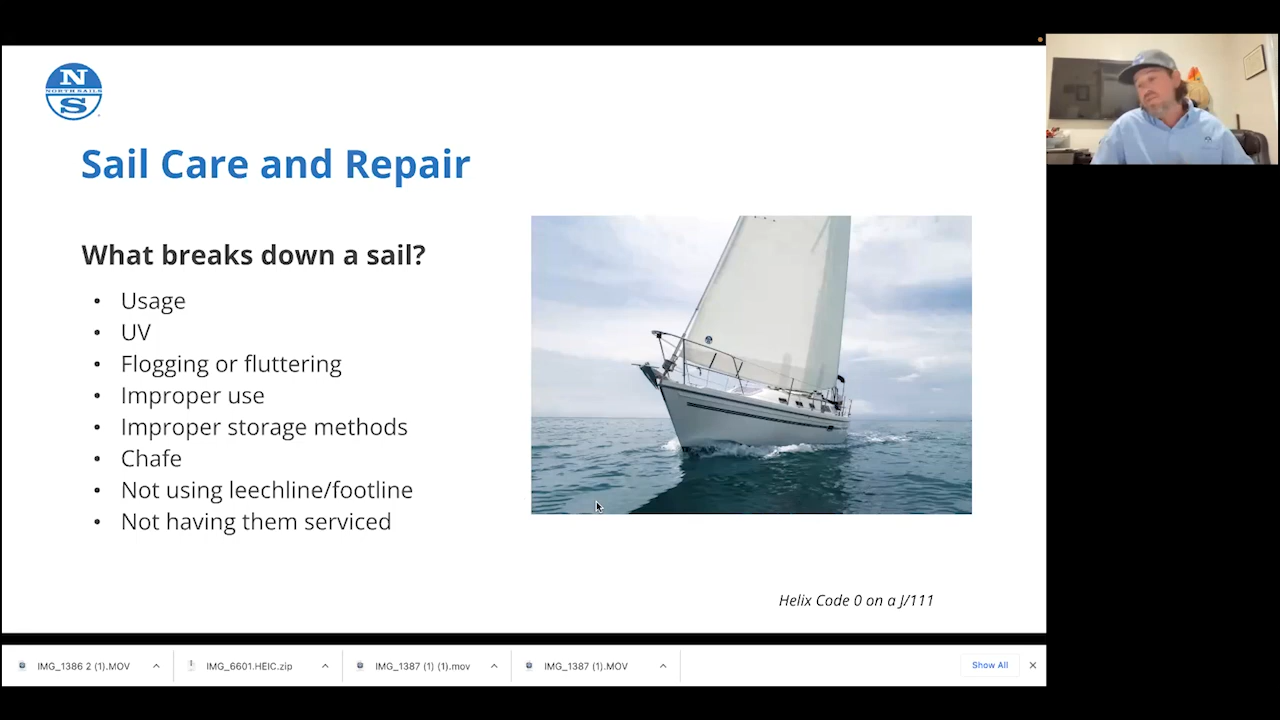 N
NORTH SAILS
S
Sail Care and Repair
What breaks down a sail?
• Usage
• UV
• Flogging or fluttering
• Improper use
• Improper storage methods
• Chafe
• Not using leechline/footline
• Not having them serviced
Helix Code 0 on a J/111
IMG_1386 2 (1).MOV
IMG_6601.HEIC.zip
IMG_1387 (1) (1).mov
IMG_1387 (1).MOV
Show All